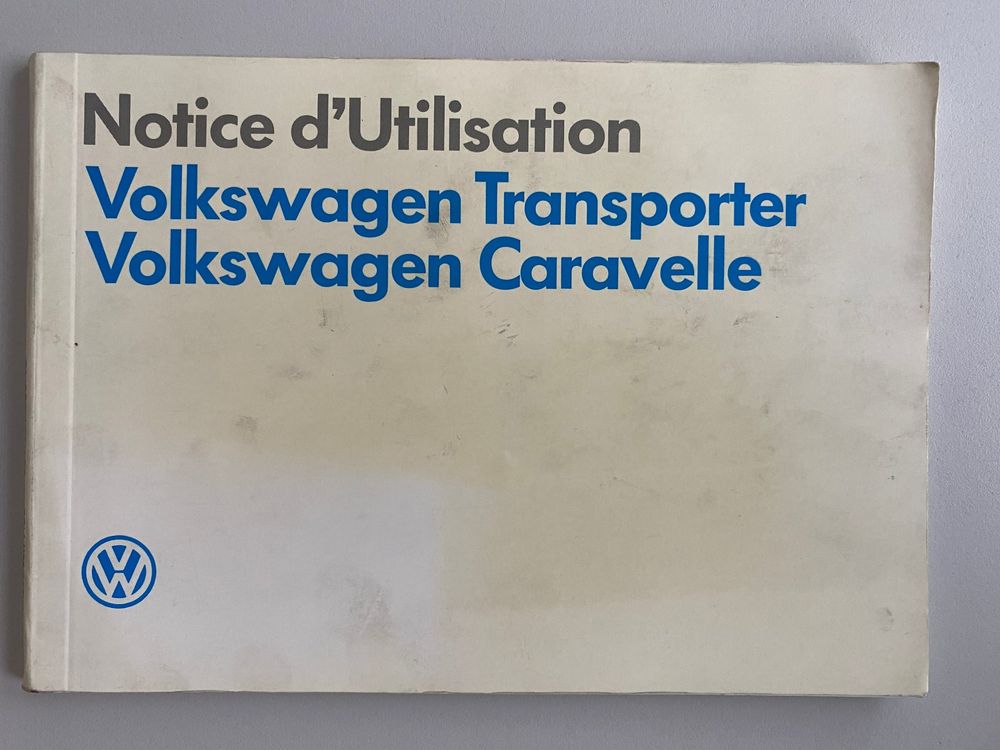 Notice d'Utilisation
Volkswagen Transporter
Volkswagen Caravelle
VW